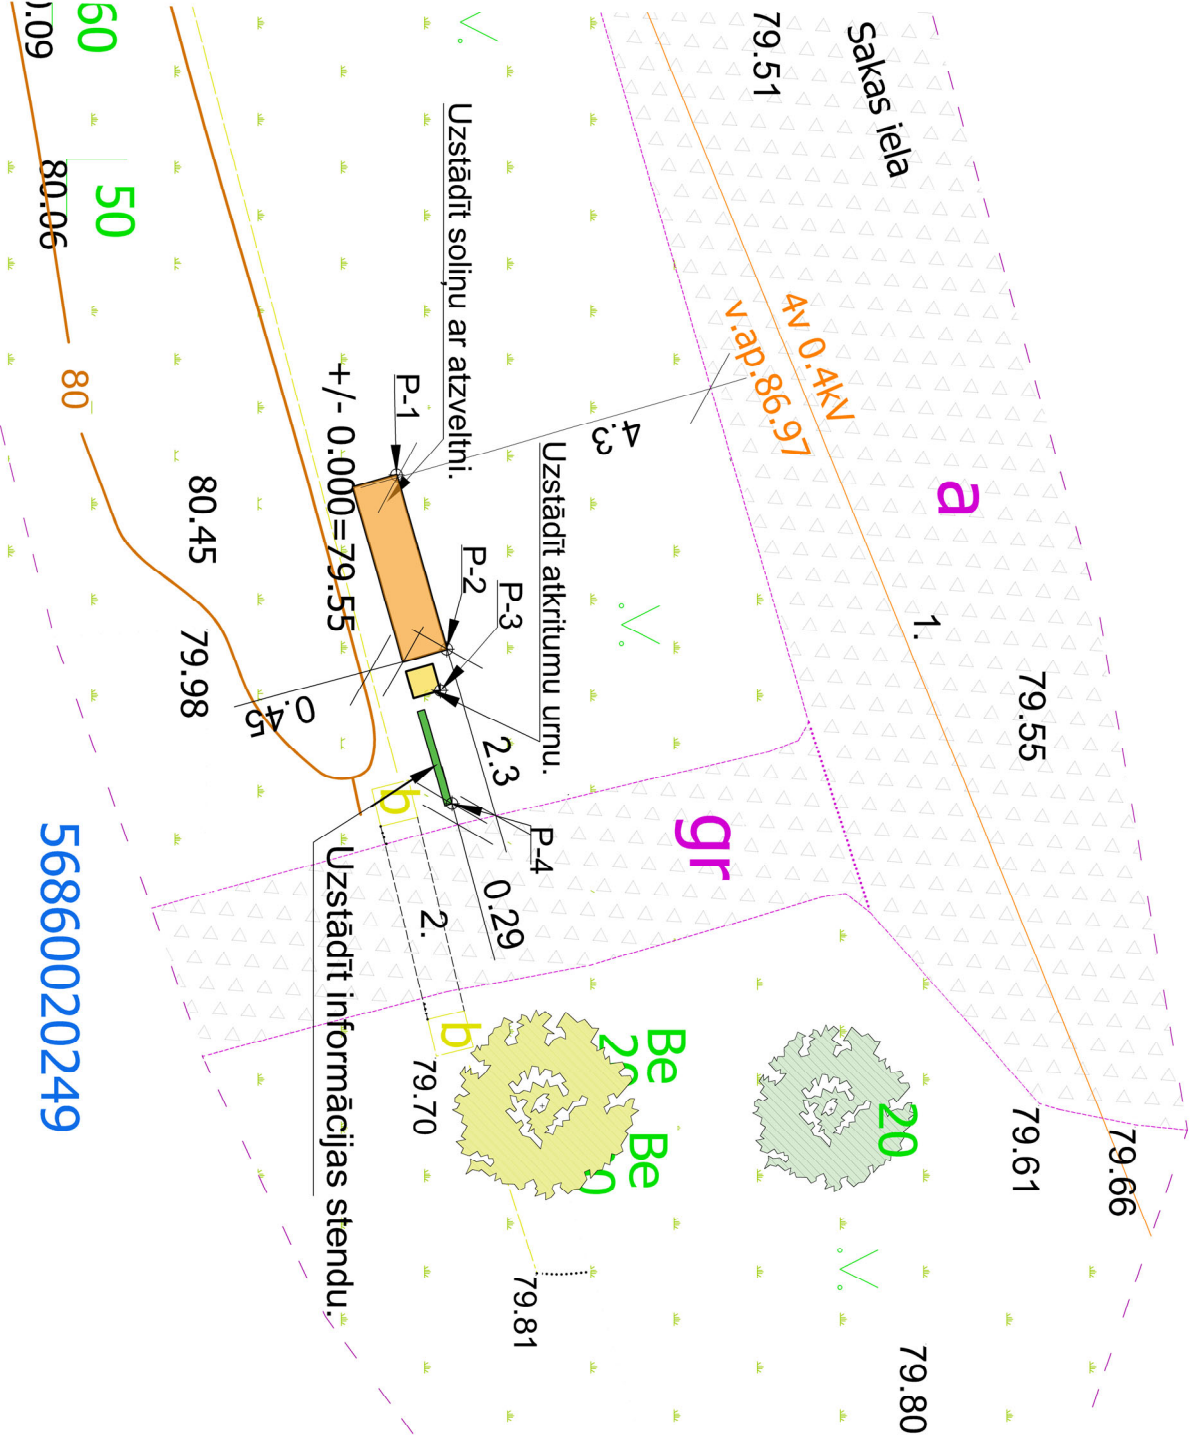 Sakas iela
79.51
4v 0.4kV
v.ap.86.97
a
1.
79.55
79.61
79.66
20
79.80
gr
4.3
Uzstādīt soliņu ar atzveltni.
Uzstādīt atkritumu urnu.
P-1
P-2
P-3
P-4
+/- 0.000=79.55
2.3
0.29
0.45
b
2.
b
Uzstādīt informācijas stendu.
Be
Be
79.70
79.81
80.45
79.98
80
60
50
80.06
56860020249